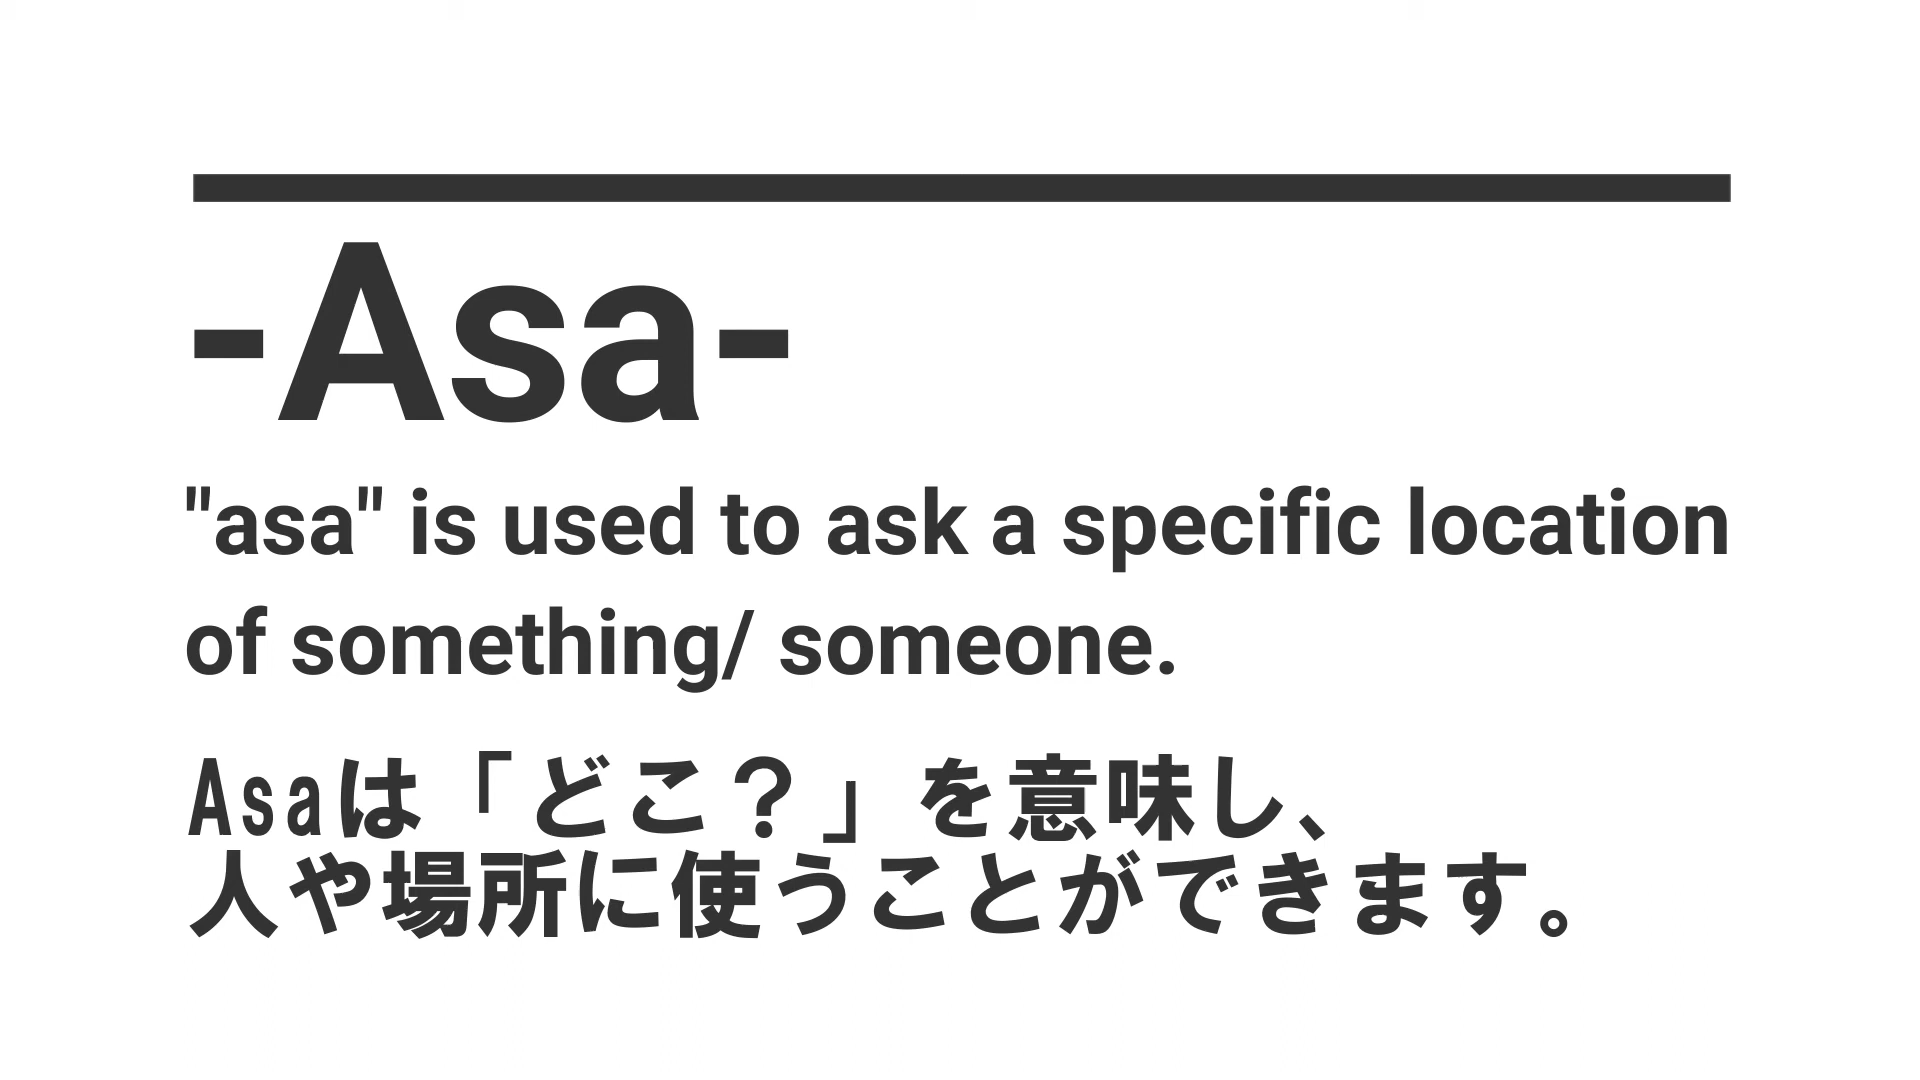 -Asa-
"asa" is used to ask a specific location
of something/ someone.
Asaは「どこ？」を意味し、
人や場所に使うことができます。